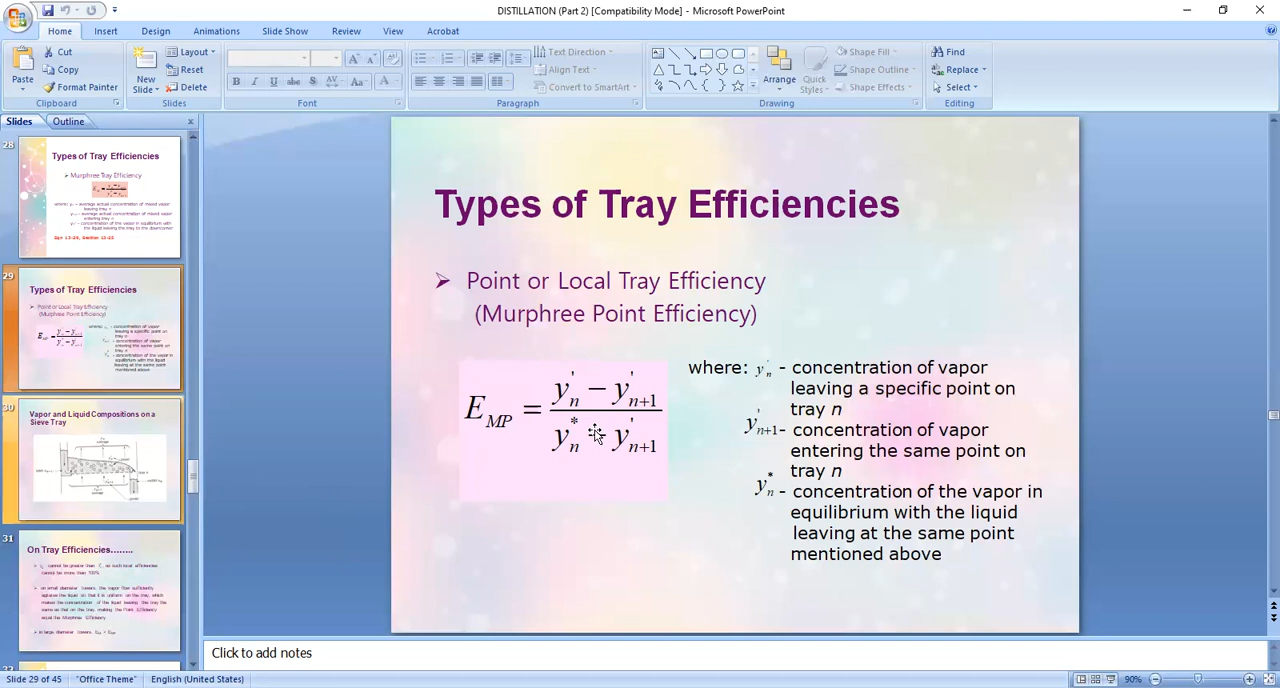 DISTILLATION (Part 2) [Compatibility Mode] - Microsoft PowerPoint
Home Insert Design Slide Show Animations Review View Acrobat
Paste
Cut
Copy
Format Painter
Clipboard
New Slide
Layout
Reset
Delete
Slides
B I U abc S AV Aa A
Font
Text Direction
Align Text
Convert to SmartArt
Paragraph
Arrange
Quick Styles
Shape Fill
Shape Outline
Shape Effects
Drawing
Find
Replace
Select
Editing
Slides Outline
28
Types of Tray Efficiencies
Murphree Tray Efficiency
29
Types of Tray Efficiencies
Point or Local Tray Efficiency
(Murphree Point Efficiency)
30
Vapor and Liquid Compositions on a
Sieve Tray
31
On Tray Efficiencies........
Types of Tray Efficiencies
➢ Point or Local Tray Efficiency
(Murphree Point Efficiency)
E_MP = (y'_n − y'_{n+1}) / (y*_n − y'_{n+1})
where: y'_n - concentration of vapor
leaving a specific point on
tray n
y'_{n+1} - concentration of vapor
entering the same point on
tray n
y*_n - concentration of the vapor in
equilibrium with the liquid
leaving at the same point
mentioned above
Click to add notes
Slide 29 of 45 "Office Theme" English (United States) 90%